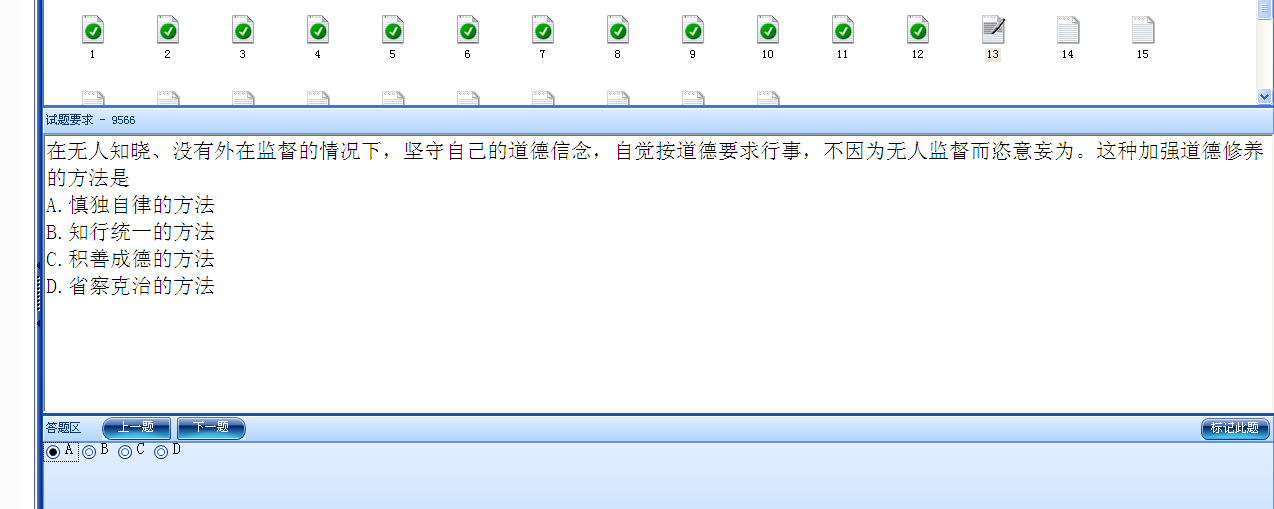 1 2 3 4 5 6 7 8 9 10 11 12 13 14 15
试题要求 - 9566
在无人知晓、没有外在监督的情况下，坚守自己的道德信念，自觉按道德要求行事，不因为无人监督而恣意妄为。这种加强道德修养
的方法是
A.慎独自律的方法
B.知行统一的方法
C.积善成德的方法
D.省察克治的方法
答题区 上一题 下一题 标记此题
A B C D